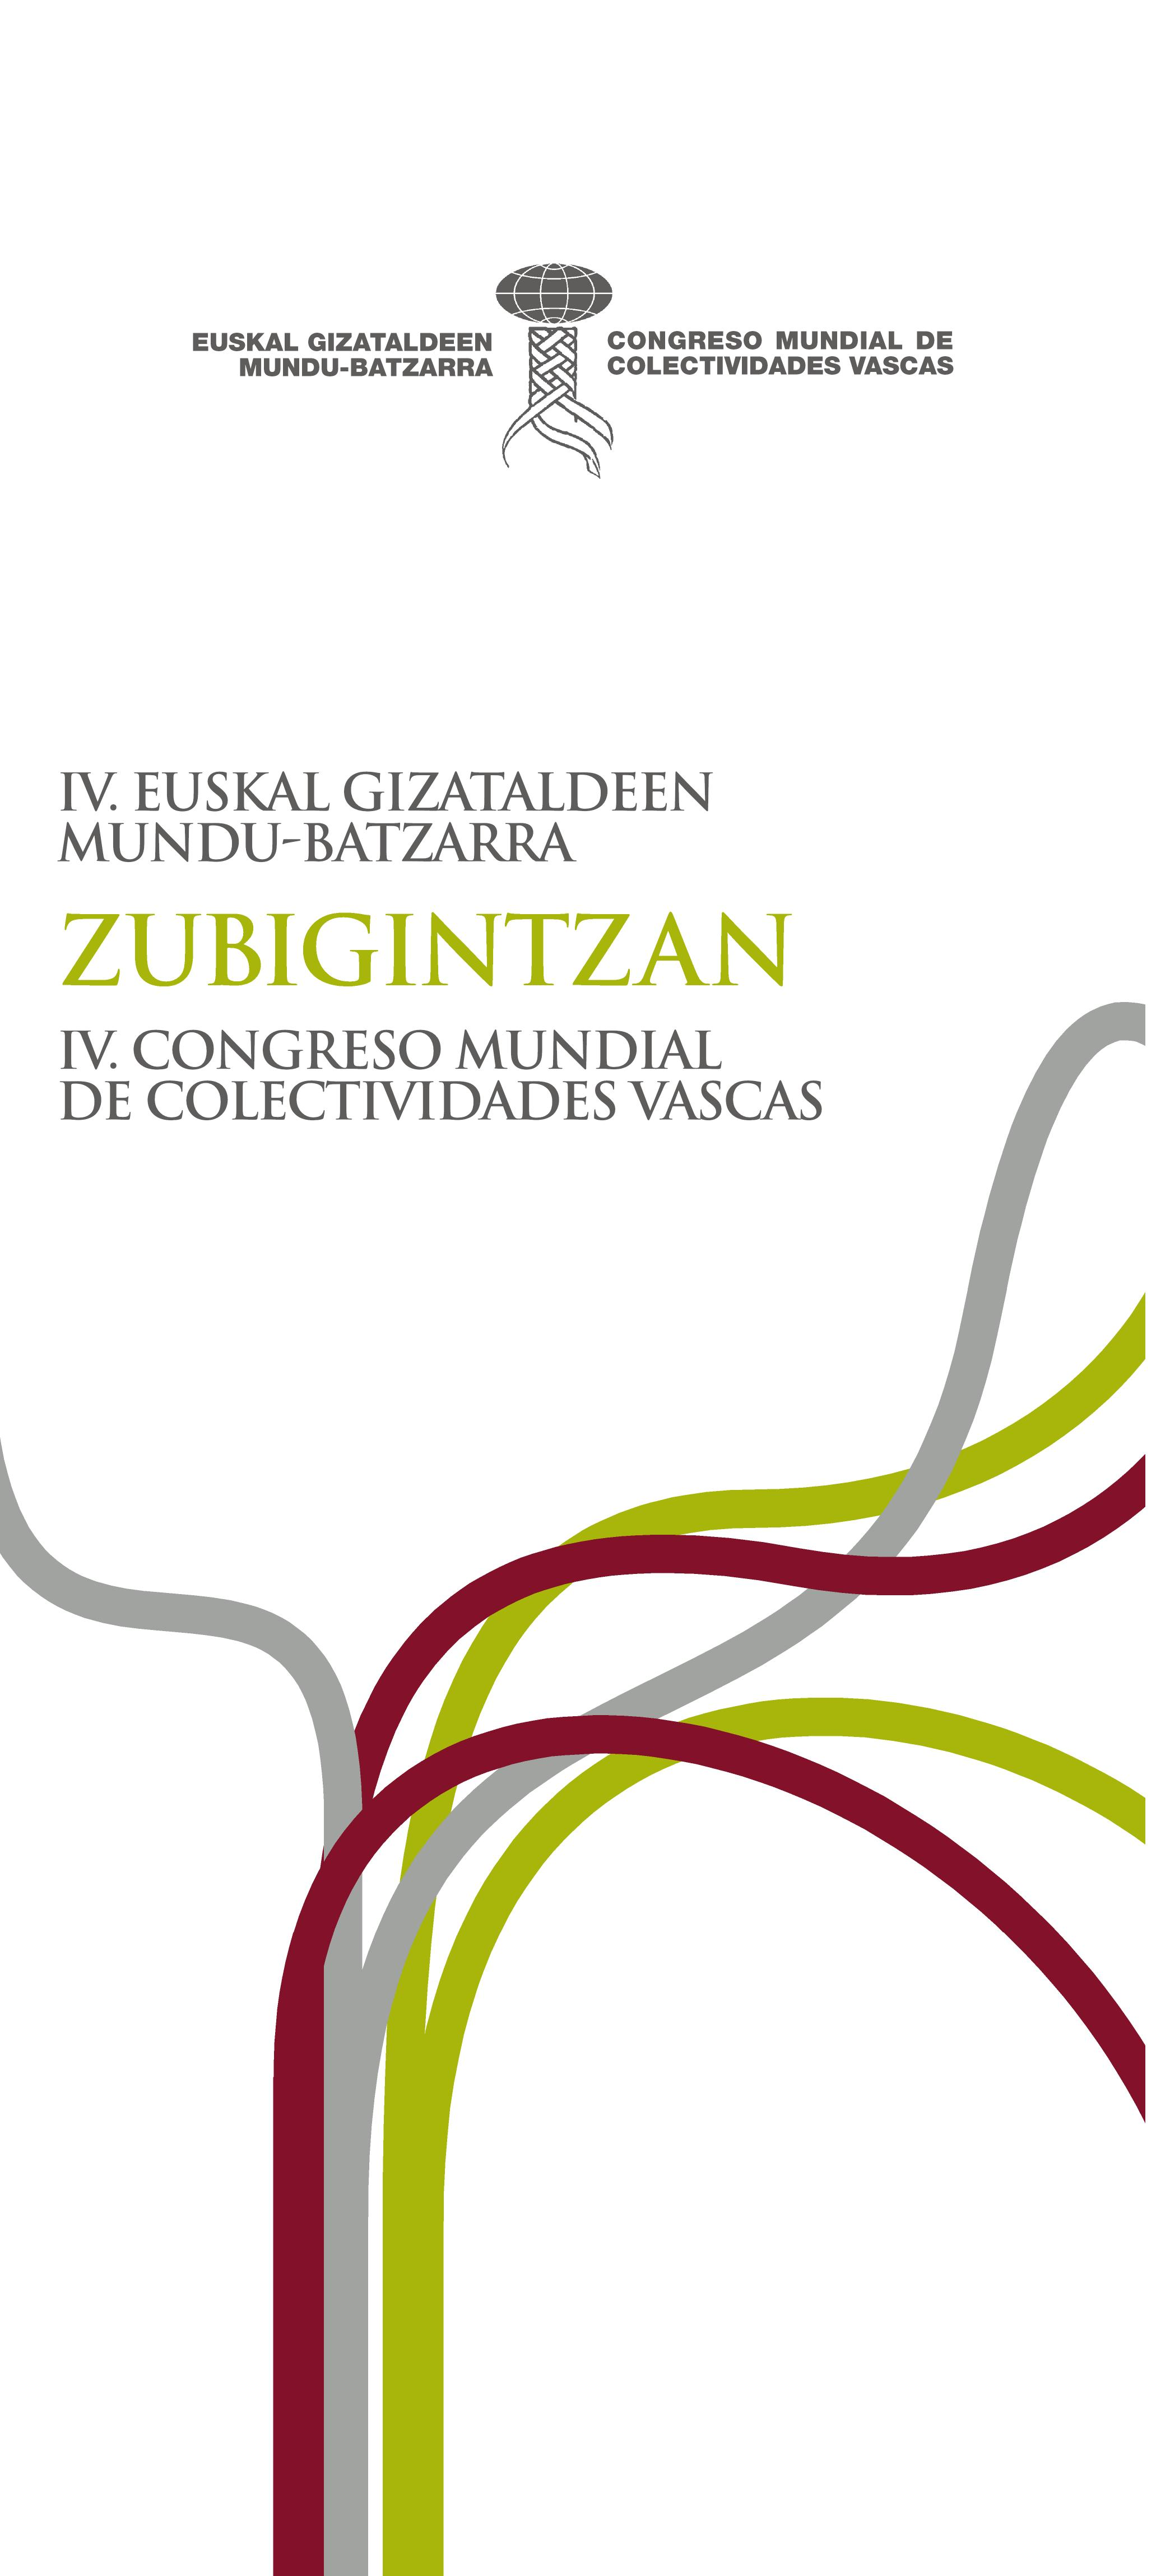 EUSKAL GIZATALDEEN
MUNDU-BATZARRA
CONGRESO MUNDIAL DE
COLECTIVIDADES VASCAS
IV. EUSKAL GIZATALDEEN
MUNDU-BATZARRA
ZUBIGINTZAN
IV. CONGRESO MUNDIAL
DE COLECTIVIDADES VASCAS